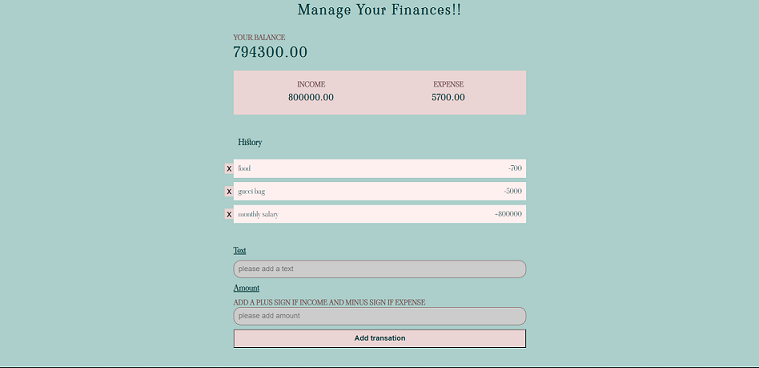 Manage Your Finances!!
YOUR BALANCE
794300.00
INCOME EXPENSE
800000.00 5700.00
History
X food -700
X gucci bag -5000
X monthly salary +800000
Text
please add a text
Amount
ADD A PLUS SIGN IF INCOME AND MINUS SIGN IF EXPENSE
please add amount
Add transation